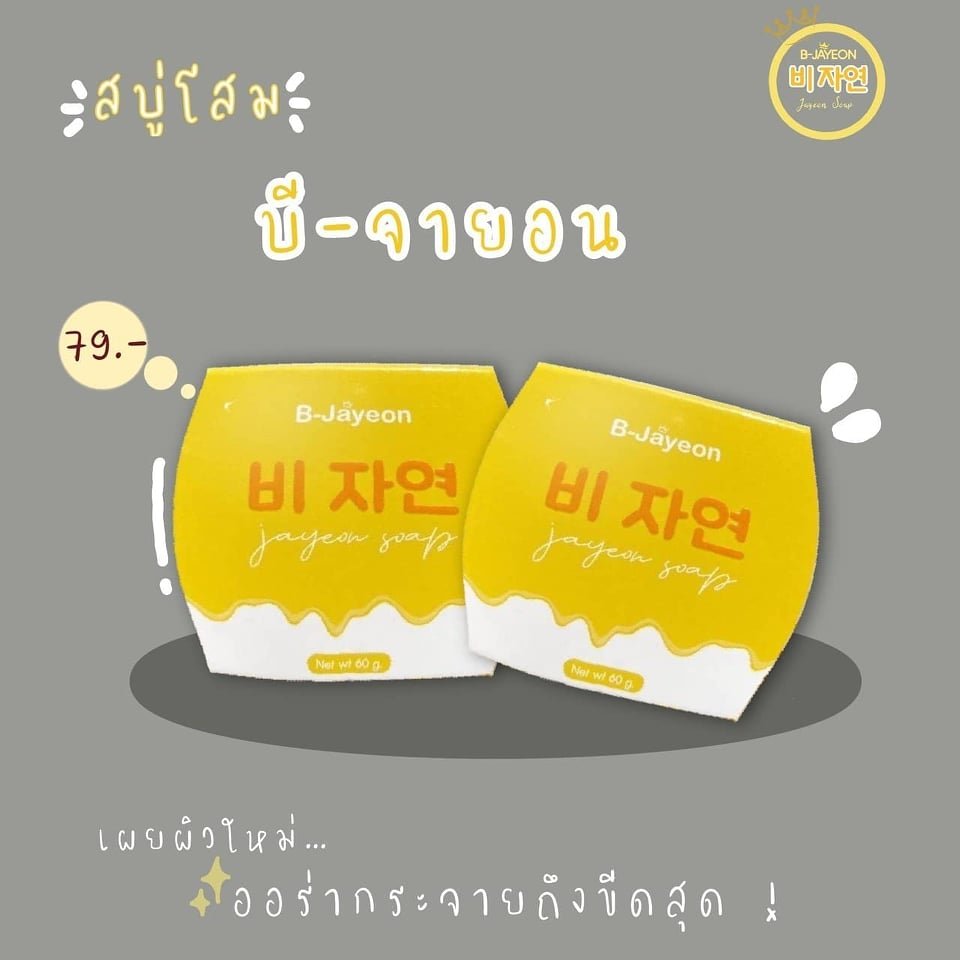 B-JAYEON
비 자연
Jayeon Soap
สบู่โสม
บี-จายอน
79.-
B-Jayeon
비 자연
jayeon soap
Net wt 60 g.
B-Jayeon
비 자연
jayeon soap
Net wt 60 g.
เผยผิวใหม่...
ออร่ากระจายถึงขีดสุด !